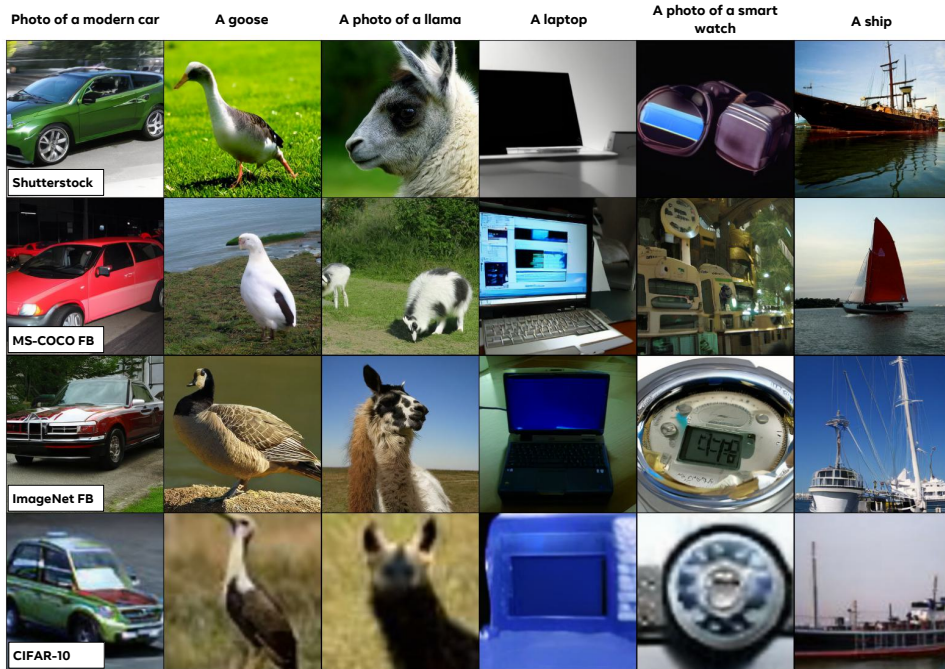 Photo of a modern car
A goose
A photo of a llama
A laptop
A photo of a smart
watch
A ship
Shutterstock
MS-COCO FB
ImageNet FB
CIFAR-10